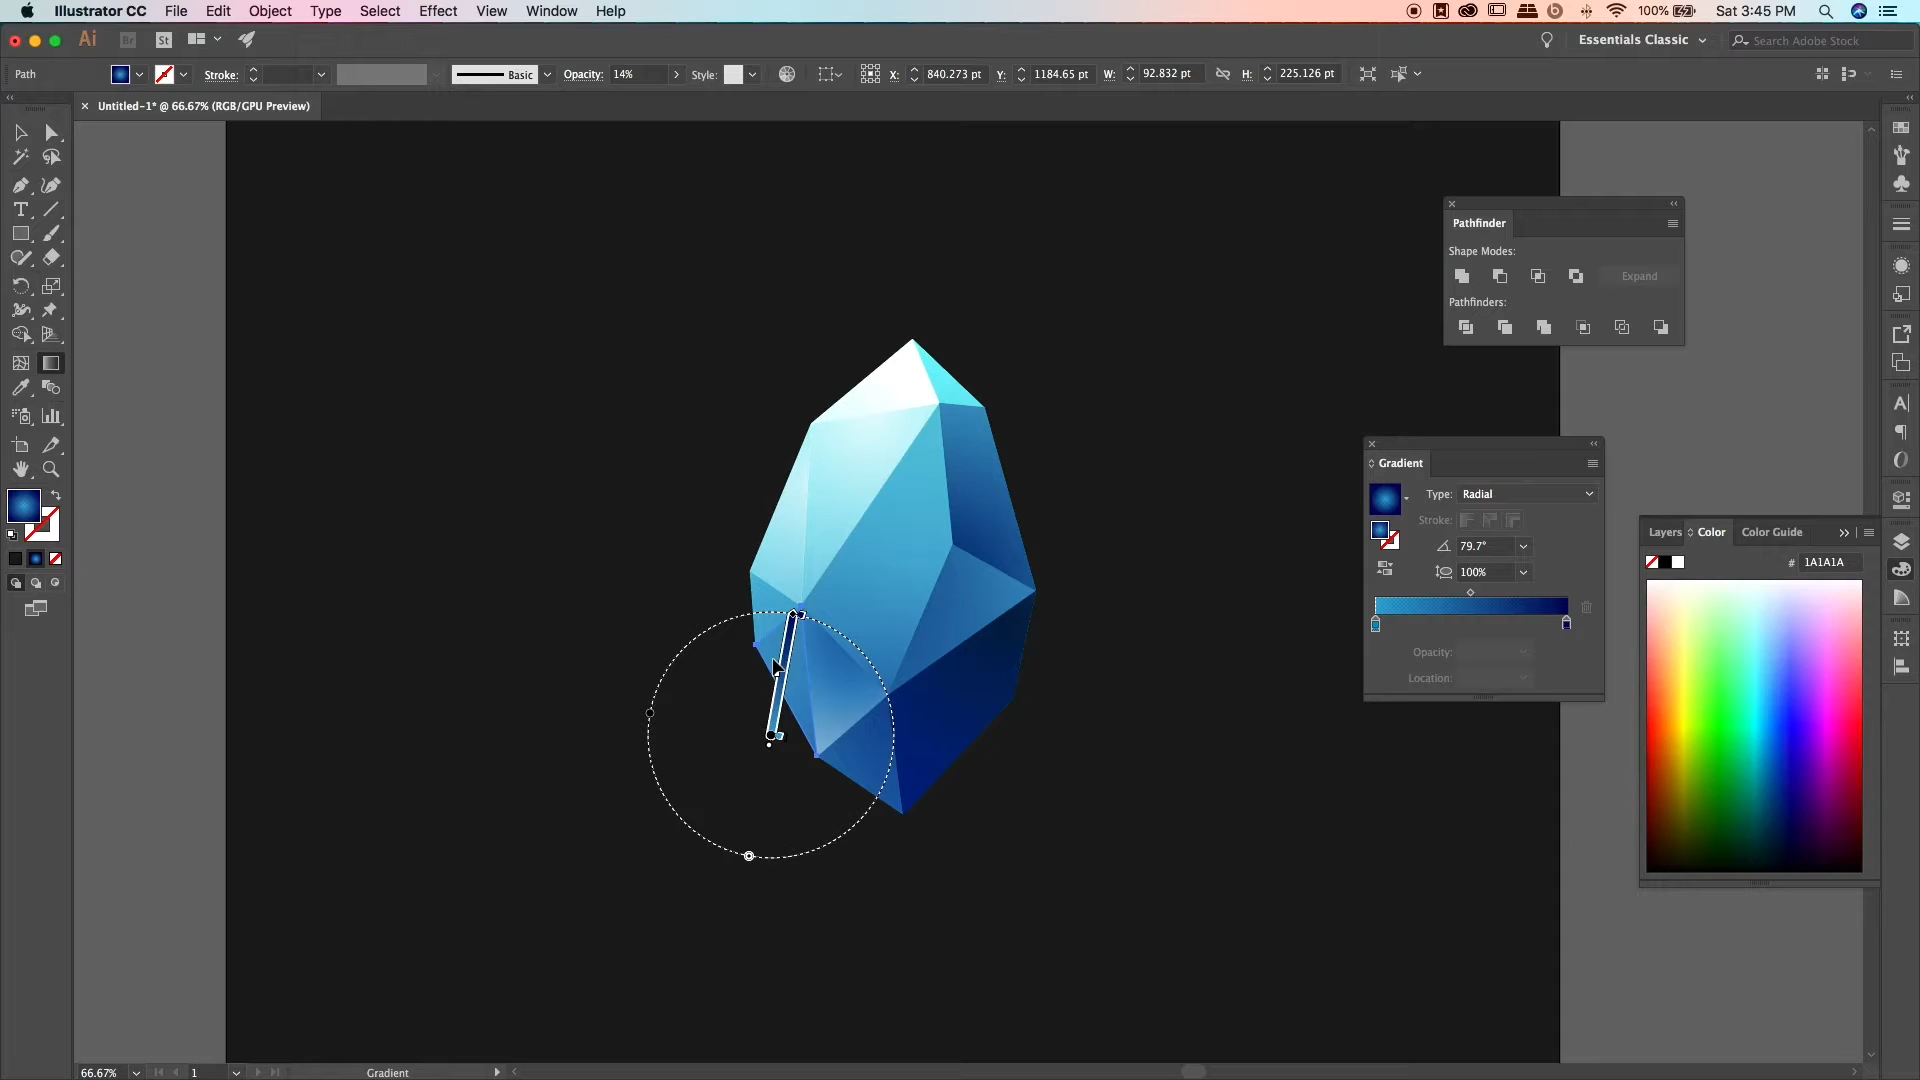 Illustrator CC File Edit Object Type Select Effect View Window Help 100% Sat 3:45 PM
Ai Br St Essentials Classic Search Adobe Stock
Path Stroke: Basic Opacity: 14% Style: X: 840.273 pt Y: 1184.65 pt W: 92.832 pt H: 225.126 pt
× Untitled-1* @ 66.67% (RGB/GPU Preview)
Pathfinder
Shape Modes:
Expand
Pathfinders:
Gradient
Type: Radial
Stroke:
79.7°
100%
Opacity:
Location:
Layers Color Color Guide
# 1A1A1A
66.67% 1 Gradient